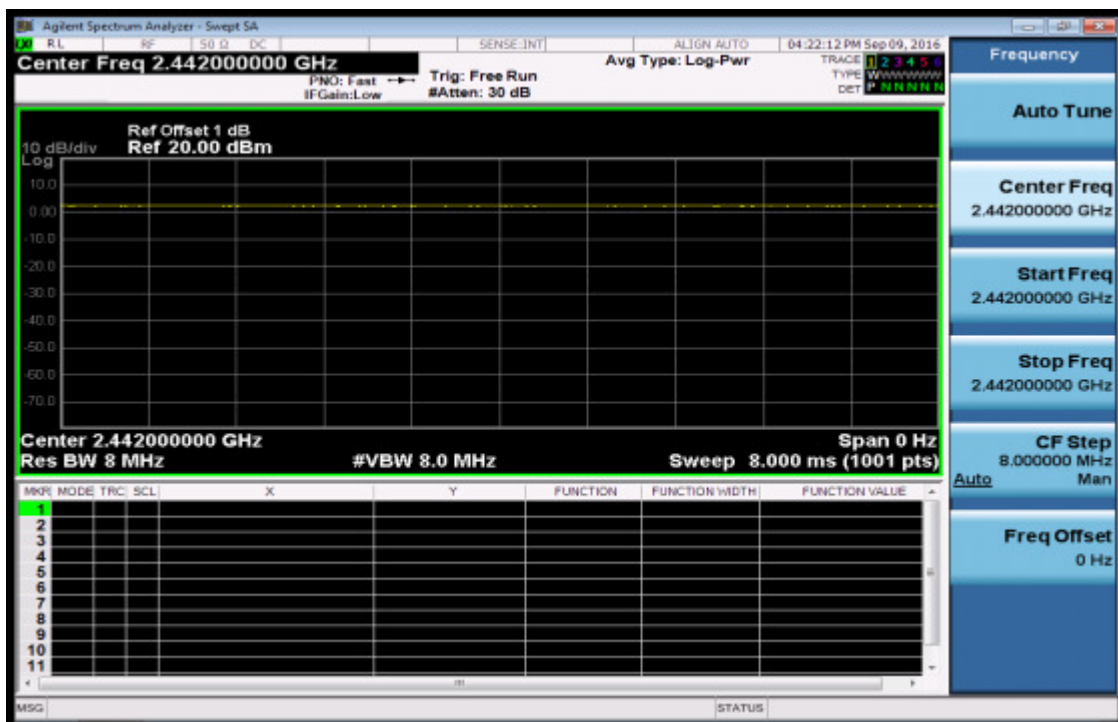 Agilent Spectrum Analyzer - Swept SA
RL RF 50 Ω DC SENSE:INT ALIGN AUTO 04:22:12 PM Sep 09, 2016
Center Freq 2.442000000 GHz
PNO: Fast
IFGain:Low
Trig: Free Run
#Atten: 30 dB
Avg Type: Log-Pwr
TRACE 1 2 3 4 5 6
TYPE W
DET P N N N N N
Ref Offset 1 dB
10 dB/div Ref 20.00 dBm
Log
10.0
0.00
-10.0
-20.0
-30.0
-40.0
-50.0
-60.0
-70.0
Center 2.442000000 GHz Span 0 Hz
Res BW 8 MHz #VBW 8.0 MHz Sweep 8.000 ms (1001 pts)
MKR MODE TRC SCL X Y FUNCTION FUNCTION WIDTH FUNCTION VALUE
1
2
3
4
5
6
7
8
9
10
11
MSG STATUS
Frequency
Auto Tune
Center Freq
2.442000000 GHz
Start Freq
2.442000000 GHz
Stop Freq
2.442000000 GHz
CF Step
8.000000 MHz
Auto Man
Freq Offset
0 Hz